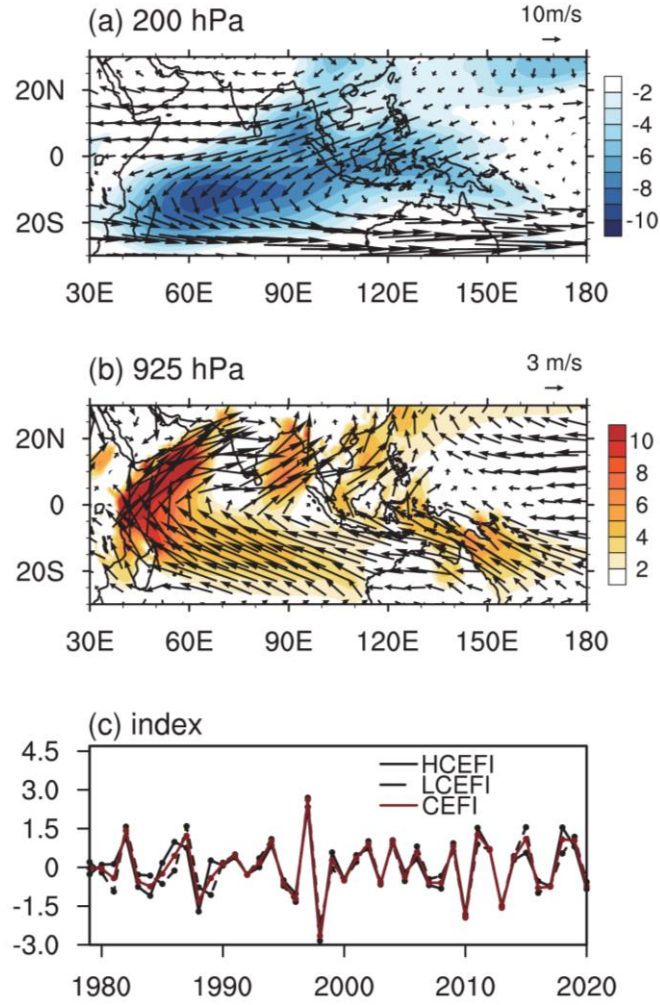 (a) 200 hPa
10m/s
20N
0
20S
30E 60E 90E 120E 150E 180
-2
-4
-6
-8
-10
(b) 925 hPa
3 m/s
20N
0
20S
30E 60E 90E 120E 150E 180
10
8
6
4
2
(c) index
4.5
3.0
1.5
0
-1.5
-3.0
HCEFI
LCEFI
CEFI
1980 1990 2000 2010 2020